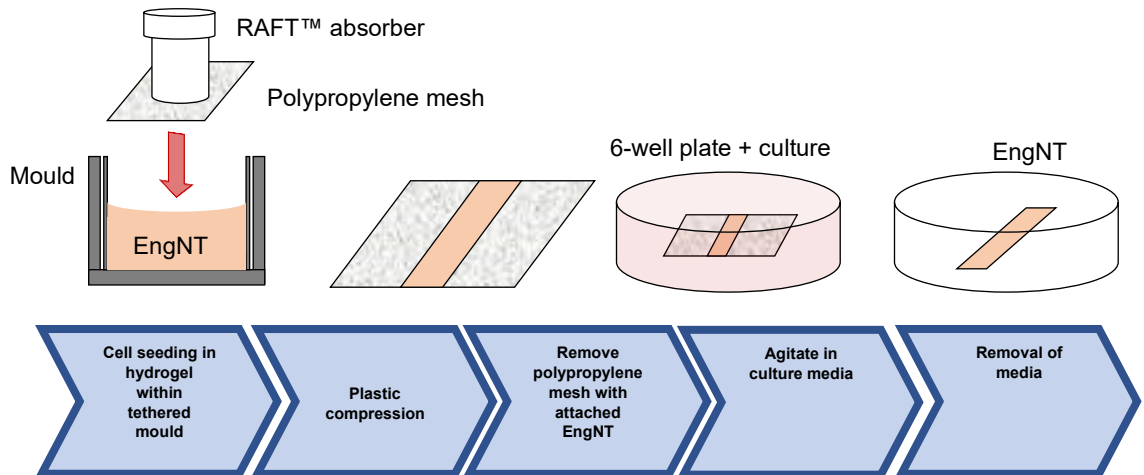 RAFT™ absorber
Polypropylene mesh
Mould
EngNT
6-well plate + culture
EngNT
Cell seeding in
hydrogel
within
tethered
mould
Plastic
compression
Remove
polypropylene
mesh with
attached
EngNT
Agitate in
culture media
Removal of
media